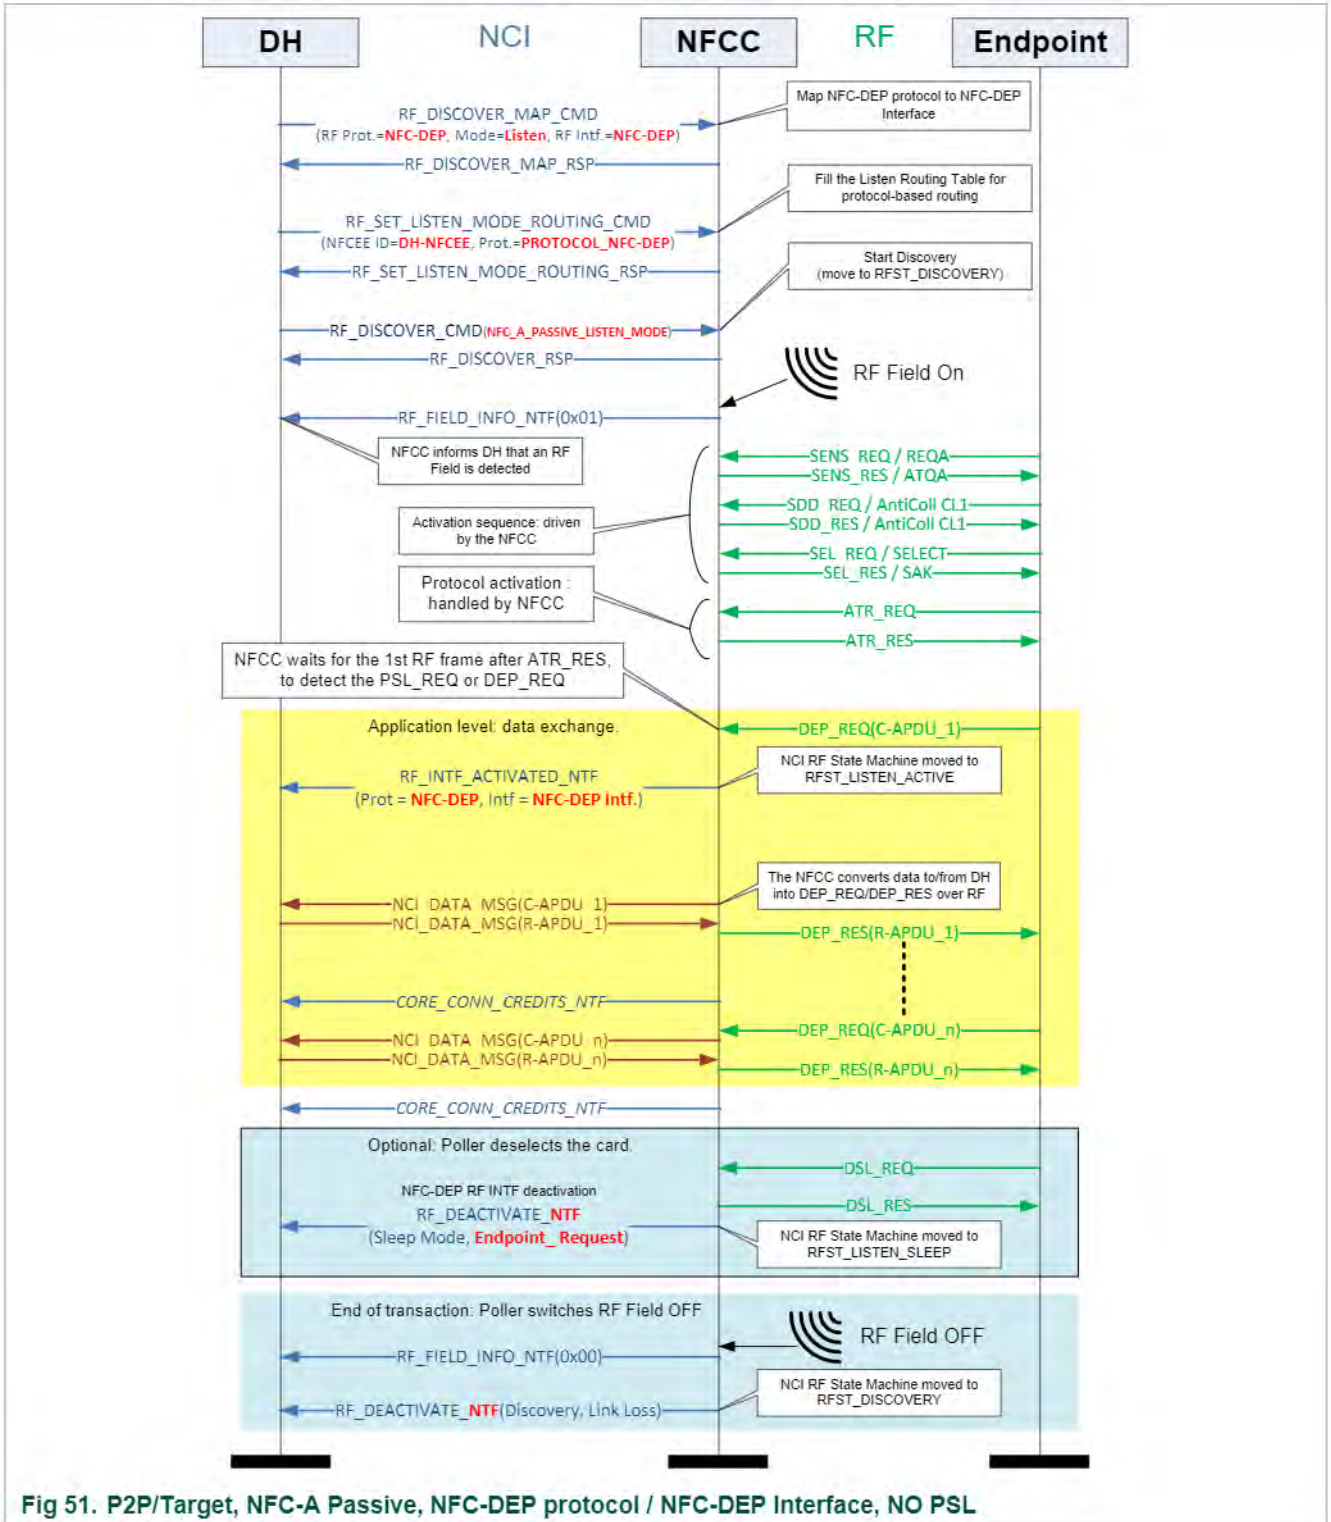 DH
NCI
NFCC
RF
Endpoint
Map NFC-DEP protocol to NFC-DEP
Interface
RF_DISCOVER_MAP_CMD
(RF Prot.=NFC-DEP, Mode=Listen, RF Intf.=NFC-DEP)
RF_DISCOVER_MAP_RSP
Fill the Listen Routing Table for
protocol-based routing
RF_SET_LISTEN_MODE_ROUTING_CMD
(NFCEE ID=DH-NFCEE, Prot.=PROTOCOL_NFC-DEP)
RF_SET_LISTEN_MODE_ROUTING_RSP
Start Discovery
(move to RFST_DISCOVERY)
RF_DISCOVER_CMD(NFC_A_PASSIVE_LISTEN_MODE)
RF_DISCOVER_RSP
RF Field On
RF_FIELD_INFO_NTF(0x01)
NFCC informs DH that an RF
Field is detected
SENS_REQ / REQA
SENS_RES / ATQA
SDD_REQ / AntiColl CL1
SDD_RES / AntiColl CL1
Activation sequence: driven
by the NFCC
SEL_REQ / SELECT
SEL_RES / SAK
Protocol activation :
handled by NFCC
ATR_REQ
ATR_RES
NFCC waits for the 1st RF frame after ATR_RES,
to detect the PSL_REQ or DEP_REQ
Application level: data exchange.
DEP_REQ(C-APDU_1)
NCI RF State Machine moved to
RFST_LISTEN_ACTIVE
RF_INTF_ACTIVATED_NTF
(Prot = NFC-DEP, Intf = NFC-DEP Intf.)
The NFCC converts data to/from DH
into DEP_REQ/DEP_RES over RF
NCI_DATA_MSG(C-APDU_1)
NCI_DATA_MSG(R-APDU_1)
DEP_RES(R-APDU_1)
CORE_CONN_CREDITS_NTF
DEP_REQ(C-APDU_n)
NCI_DATA_MSG(C-APDU_n)
NCI_DATA_MSG(R-APDU_n)
DEP_RES(R-APDU_n)
CORE_CONN_CREDITS_NTF
Optional: Poller deselects the card.
DSL_REQ
NFC-DEP RF INTF deactivation
DSL_RES
RF_DEACTIVATE_NTF
(Sleep Mode, Endpoint_Request)
NCI RF State Machine moved to
RFST_LISTEN_SLEEP
End of transaction: Poller switches RF Field OFF
RF Field OFF
RF_FIELD_INFO_NTF(0x00)
NCI RF State Machine moved to
RFST_DISCOVERY
RF_DEACTIVATE_NTF(Discovery, Link Loss)
Fig 51. P2P/Target, NFC-A Passive, NFC-DEP protocol / NFC-DEP Interface, NO PSL